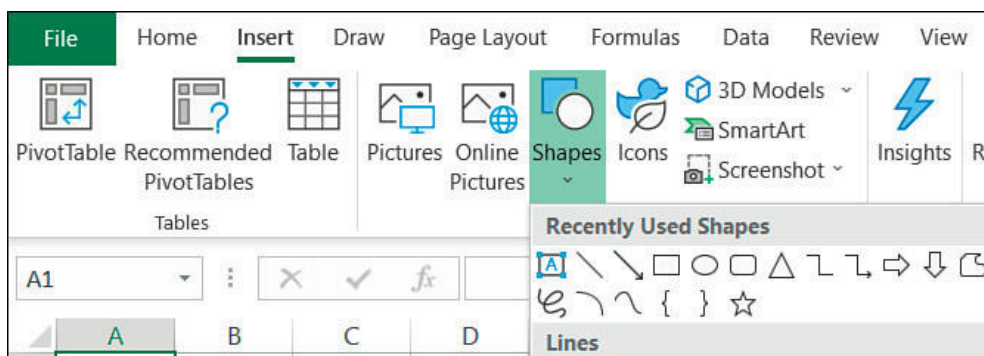 File Home Insert Draw Page Layout Formulas Data Review View
3D Models
SmartArt
Screenshot
PivotTable Recommended PivotTables Table Pictures Online Pictures Shapes Icons Insights R
Tables
Recently Used Shapes
A
A1 fx
A B C D
Lines